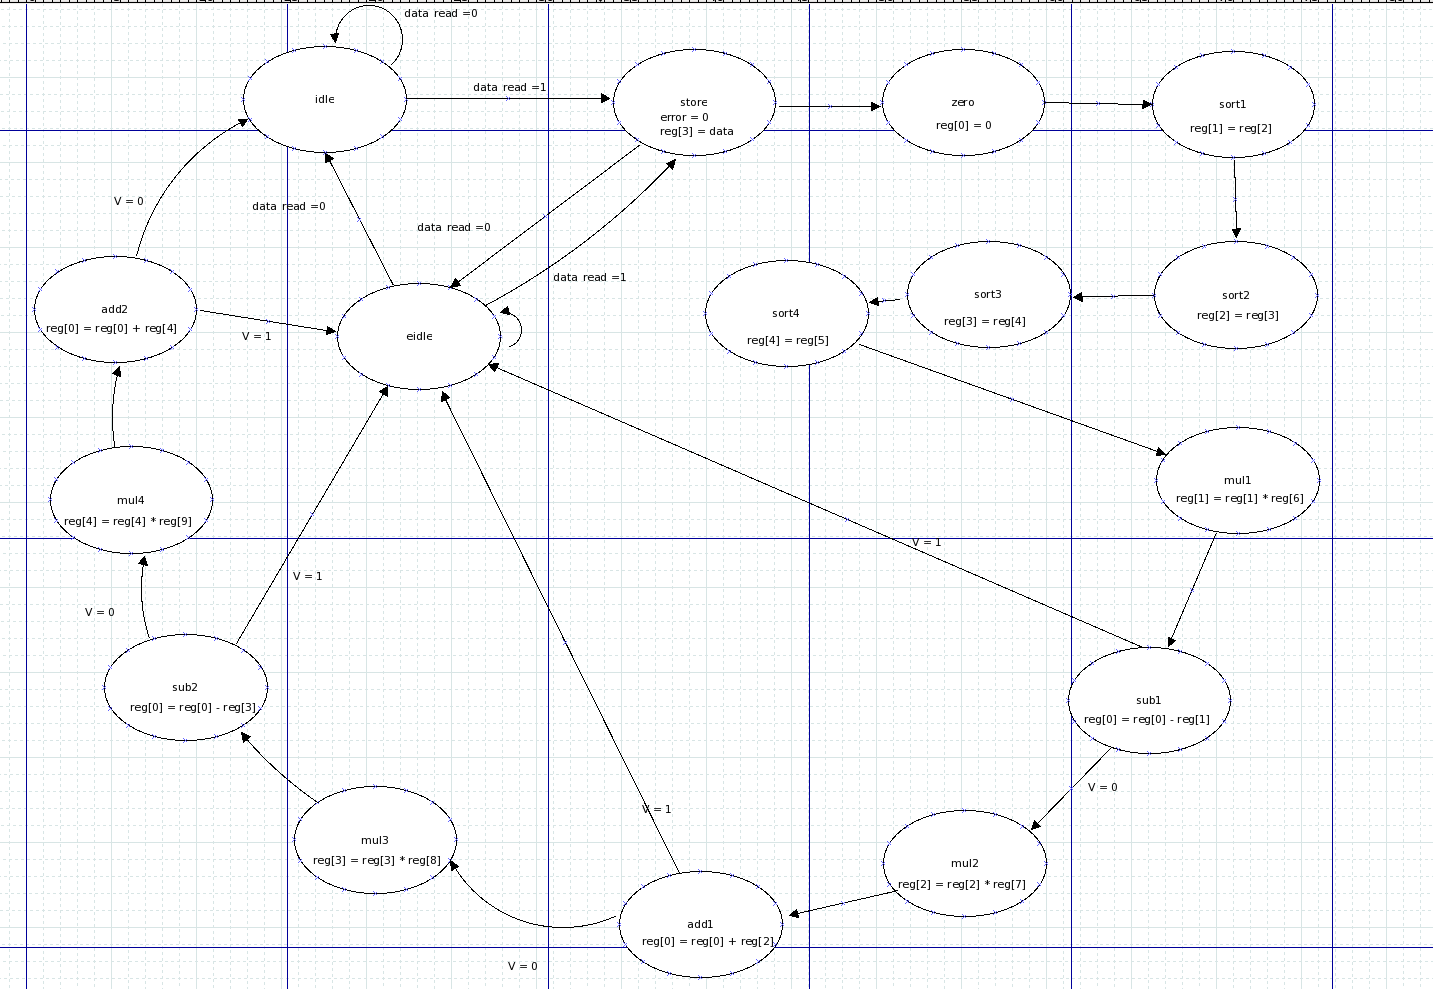 data read =0
idle
data read =1
store
error = 0
reg[3] = data
zero
reg[0] = 0
sort1
reg[1] = reg[2]
V = 0
data read =0
data read =0
data read =1
add2
reg[0] = reg[0] + reg[4]
V = 1
eidle
sort4
reg[4] = reg[5]
sort3
reg[3] = reg[4]
sort2
reg[2] = reg[3]
mul4
reg[4] = reg[4] * reg[9]
mul1
reg[1] = reg[1] * reg[6]
V = 1
V = 1
V = 0
sub2
reg[0] = reg[0] - reg[3]
sub1
reg[0] = reg[0] - reg[1]
V = 0
V = 1
mul3
reg[3] = reg[3] * reg[8]
mul2
reg[2] = reg[2] * reg[7]
add1
reg[0] = reg[0] + reg[2]
V = 0